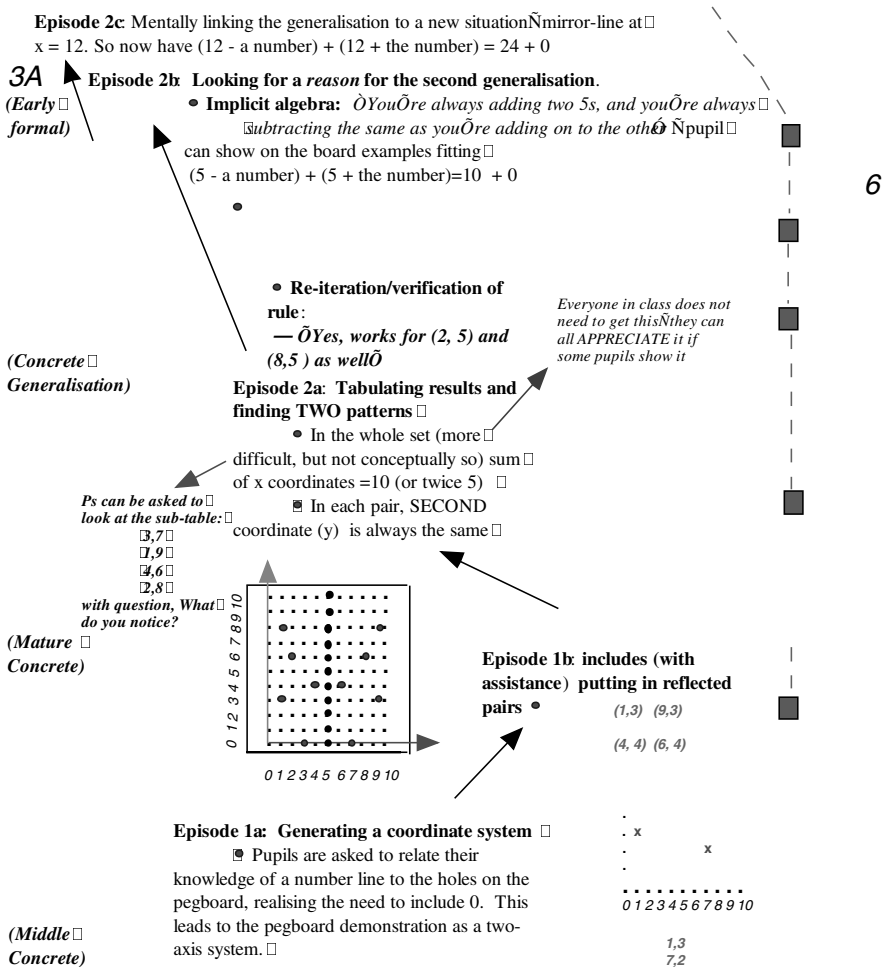 Episode 2c: Mentally linking the generalisation to a new situationÑmirror-line at
x = 12. So now have (12 - a number) + (12 + the number) = 24 + 0
3A
Episode 2b: Looking for a reason for the second generalisation.
(Early
formal)
• Implicit algebra: ÒYouÕre always adding two 5s, and youÕre always
subtracting the same as youÕre adding on to the otherÓ Ñpupil
can show on the board examples fitting
(5 - a number) + (5 + the number)=10 + 0
6
• Re-iteration/verification of
rule:
— ÕYes, works for (2, 5) and
(8,5 ) as wellÕ
Everyone in class does not
need to get thisÑthey can
all APPRECIATE it if
some pupils show it
(Concrete
Generalisation)
Episode 2a: Tabulating results and
finding TWO patterns
• In the whole set (more
difficult, but not conceptually so) sum
of x coordinates =10 (or twice 5)
• In each pair, SECOND
coordinate (y) is always the same
Ps can be asked to
look at the sub-table:
3,7
1,9
4,6
2,8
with question, What
do you notice?
(Mature
Concrete)
0 1 2 3 4 5 6 7 8 9 10
0 1 2 3 4 5 6 7 8 9 10
Episode 1b: includes (with
assistance) putting in reflected
pairs •
(1,3) (9,3)
(4, 4) (6, 4)
Episode 1a: Generating a coordinate system
• Pupils are asked to relate their
knowledge of a number line to the holes on the
pegboard, realising the need to include 0. This
leads to the pegboard demonstration as a two-
axis system.
x
x
0 1 2 3 4 5 6 7 8 9 10
1,3
7,2
(Middle
Concrete)